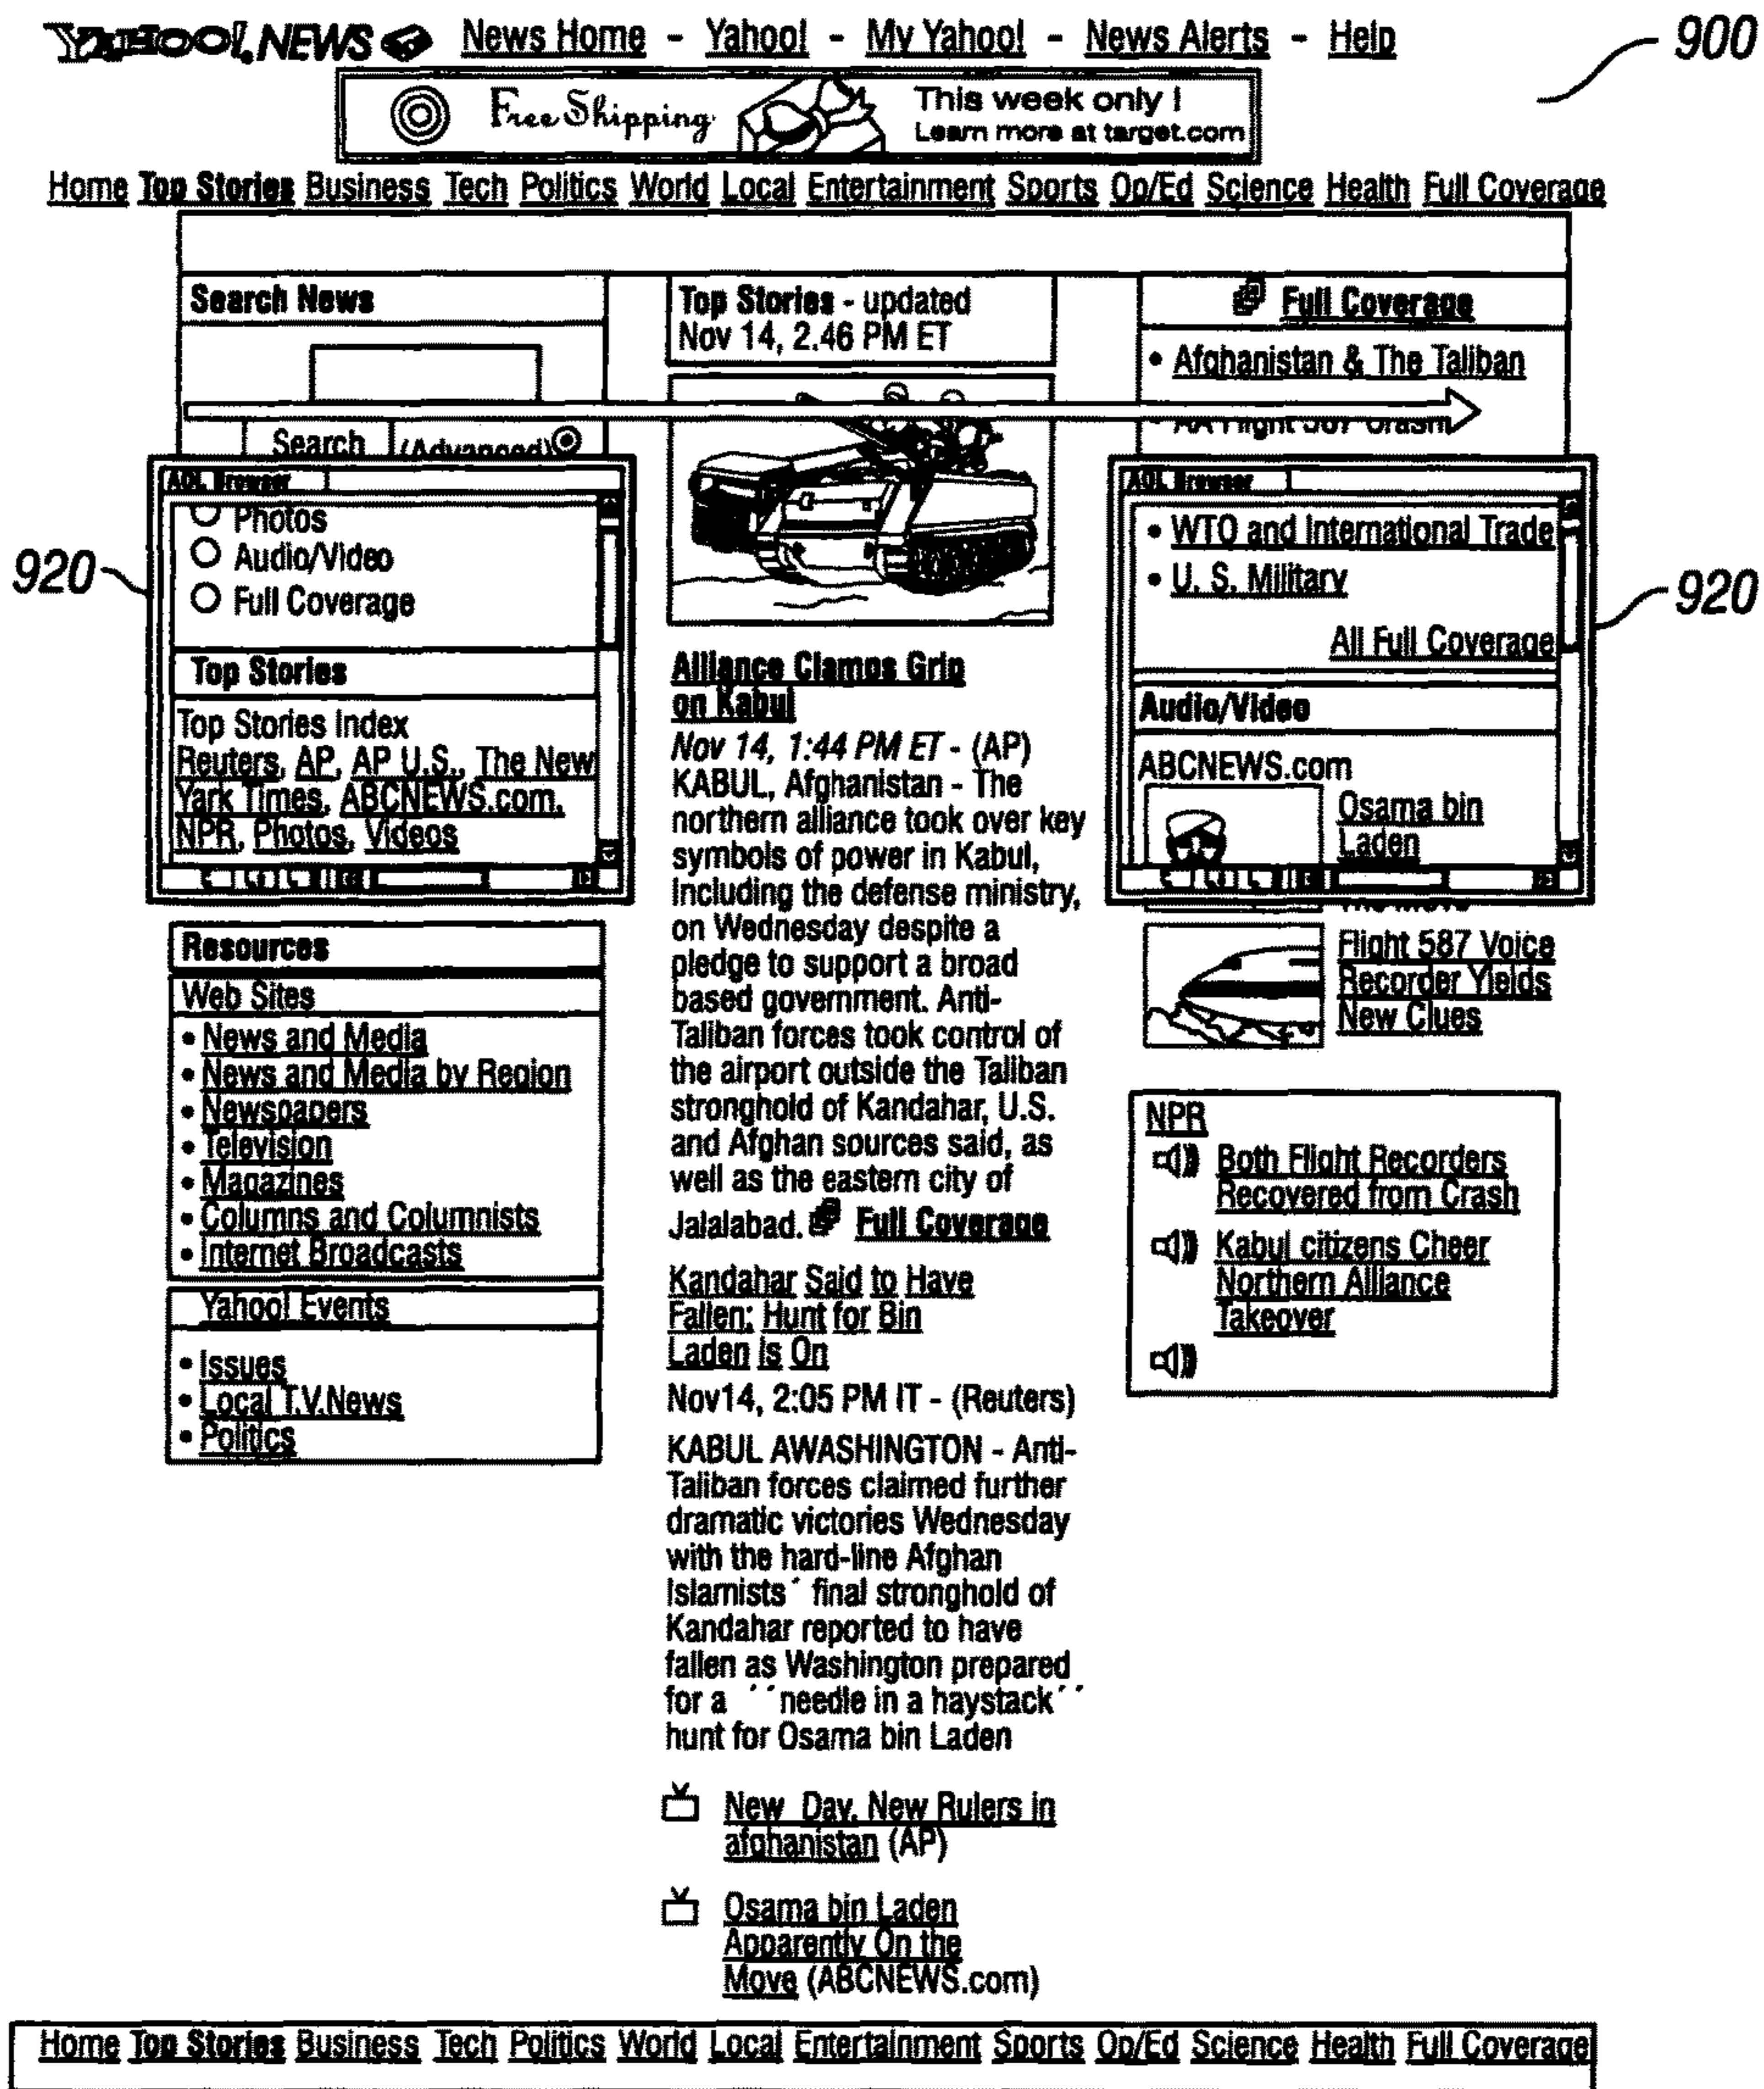 YAHOO! NEWS News Home - Yahoo! - My Yahoo! - News Alerts - Help
900
Free Shipping
This week only !
Learn more at target.com
Home Top Stories Business Tech Politics World Local Entertainment Sports Op/Ed Science Health Full Coverage
Search News
Search (Advanced)
AOL Browser
Photos
Audio/Video
Full Coverage
920
Top Stories
Top Stories Index
Reuters, AP, AP U.S., The New
Yark Times, ABCNEWS.com,
NPR, Photos, Videos
Resources
Web Sites
• News and Media
• News and Media by Region
• Newspapers
• Television
• Magazines
• Columns and Columnists
• Internet Broadcasts
Yahoo! Events
• Issues
• Local T.V.News
• Politics
Top Stories - updated
Nov 14, 2.46 PM ET
Alliance Clamps Grip
on Kabul
Nov 14, 1:44 PM ET - (AP)
KABUL, Afghanistan - The
northern alliance took over key
symbols of power in Kabul,
including the defense ministry,
on Wednesday despite a
pledge to support a broad
based government. Anti-
Taliban forces took control of
the airport outside the Taliban
stronghold of Kandahar, U.S.
and Afghan sources said, as
well as the eastern city of
Jalalabad. Full Coverage
Kandahar Said to Have
Fallen; Hunt for Bin
Laden is On
Nov14, 2:05 PM IT - (Reuters)
KABUL AWASHINGTON - Anti-
Taliban forces claimed further
dramatic victories Wednesday
with the hard-line Afghan
Islamists´ final stronghold of
Kandahar reported to have
fallen as Washington prepared
for a ´´needle in a haystack´´
hunt for Osama bin Laden
New Day, New Rulers in
afghanistan (AP)
Osama bin Laden
Apparently On the
Move (ABCNEWS.com)
Full Coverage
• Afghanistan & The Taliban
• AA Flight 587 Crash
AOL Browser
• WTO and International Trade
• U. S. Military
All Full Coverage
920
Audio/Video
ABCNEWS.com
Osama bin
Laden
Flight 587 Voice
Recorder Yields
New Clues
NPR
Both Flight Recorders
Recovered from Crash
Kabul citizens Cheer
Northern Alliance
Takeover
Home Top Stories Business Tech Politics World Local Entertainment Sports Op/Ed Science Health Full Coverage